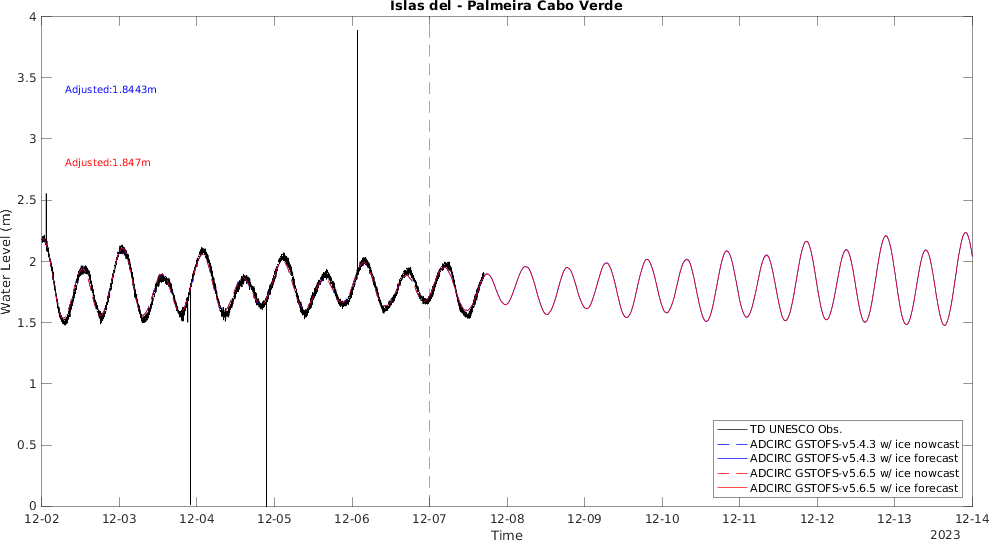 Islas del - Palmeira Cabo Verde
4
3.5
3
2.5
2
1.5
1
0.5
0
Water Level (m)
Adjusted:1.8443m
Adjusted:1.847m
TD UNESCO Obs.
ADCIRC GSTOFS-v5.4.3 w/ ice nowcast
ADCIRC GSTOFS-v5.4.3 w/ ice forecast
ADCIRC GSTOFS-v5.6.5 w/ ice nowcast
ADCIRC GSTOFS-v5.6.5 w/ ice forecast
12-02 12-03 12-04 12-05 12-06 12-07 12-08 12-09 12-10 12-11 12-12 12-13 12-14
Time
2023